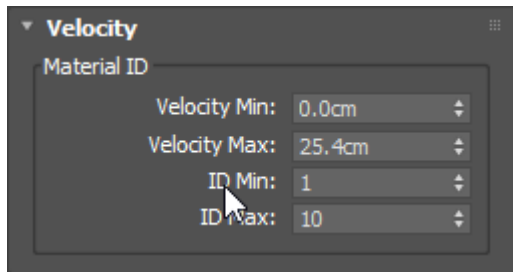 Velocity
Material ID
Velocity Min: 0.0cm
Velocity Max: 25.4cm
ID Min: 1
ID Max: 10